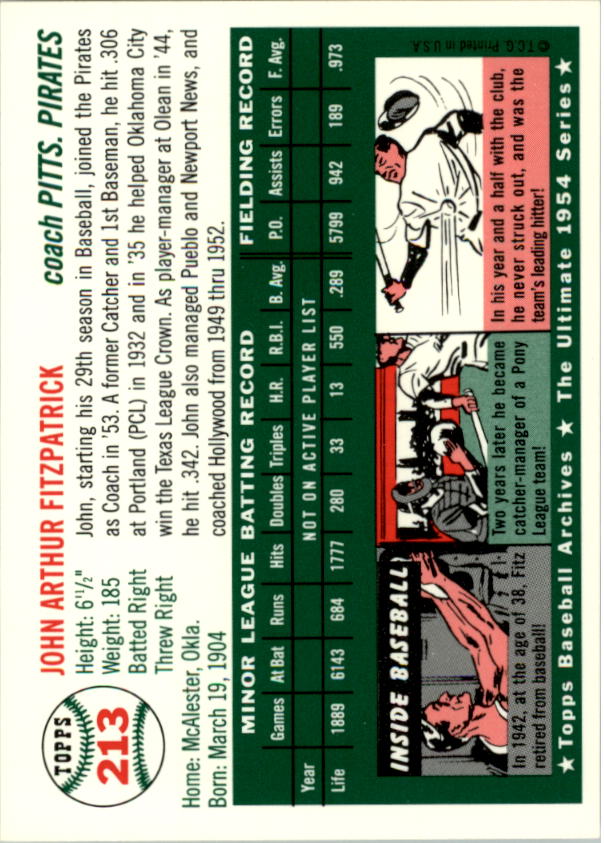 TOPPS
213
JOHN ARTHUR FITZPATRICK
coach PITTS. PIRATES
Height: 6'1½"
Weight: 185
Batted Right
Threw Right
Home: McAlester, Okla.
Born: March 19, 1904
John, starting his 29th season in Baseball, joined the Pirates
as Coach in '53. A former Catcher and 1st Baseman, he hit .306
at Portland (PCL) in 1932 and in '35 he helped Oklahoma City
win the Texas League Crown. As player-manager at Olean in '44,
he hit .342. John also managed Pueblo and Newport News, and
coached Hollywood from 1949 thru 1952.
MINOR LEAGUE BATTING RECORD FIELDING RECORD
Games At Bat Runs Hits Doubles Triples H.R. R.B.I. B. Avg. P.O. Assists Errors F. Avg.
Year NOT ON ACTIVE PLAYER LIST
Life 1889 6143 684 1777 280 33 13 550 .289 5799 942 189 .973
INSIDE BASEBALL
In 1942, at the age of 38, Fitz
retired from baseball!
Two years later he became
catcher-manager of a Pony
League team!
In his year and a half with the club,
he never struck out, and was the
team's leading hitter!
© T.C.G. Printed in U.S.A.
★ Topps Baseball Archives ★ The Ultimate 1954 Series ★